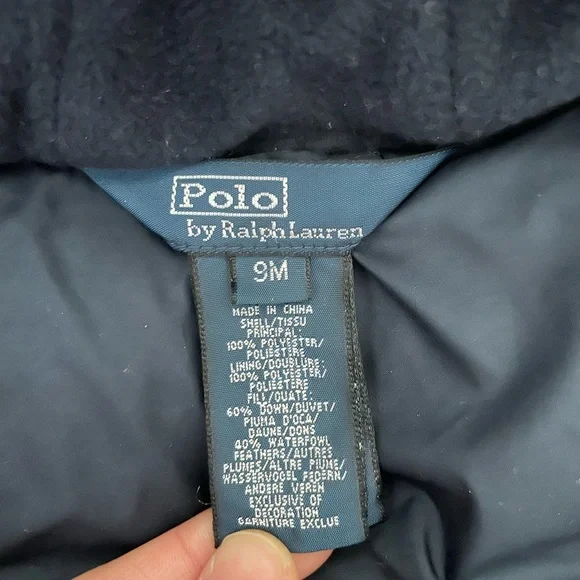 Polo
by Ralph Lauren
9M
MADE IN CHINA
SHELL/TISSU
PRINCIPAL:
100% POLYESTER/
POLIESTERE
LINING/DOUBLURE:
100% POLYESTER/
POLIESTERE
FILL/OUATE:
60% DOWN/DUVET/
PIUMA D'OCA/
DAUNE/DONS
40% WATERFOWL
FEATHERS/AUTRES
PLUMES/ALTRE PIUME/
WASSERVOGEL FEDERN/
ANDERE VEREN
EXCLUSIVE OF
DECORATION
GARNITURE EXCLUE